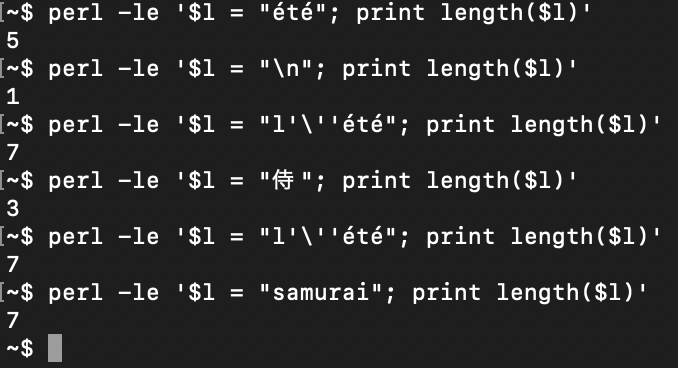 [~$ perl -le '$l = "été"; print length($l)'
5
[~$ perl -le '$l = "\n"; print length($l)'
1
[~$ perl -le '$l = "l'\''été"; print length($l)'
7
[~$ perl -le '$l = "侍"; print length($l)'
3
[~$ perl -le '$l = "l'\''été"; print length($l)'
7
[~$ perl -le '$l = "samurai"; print length($l)'
7
~$